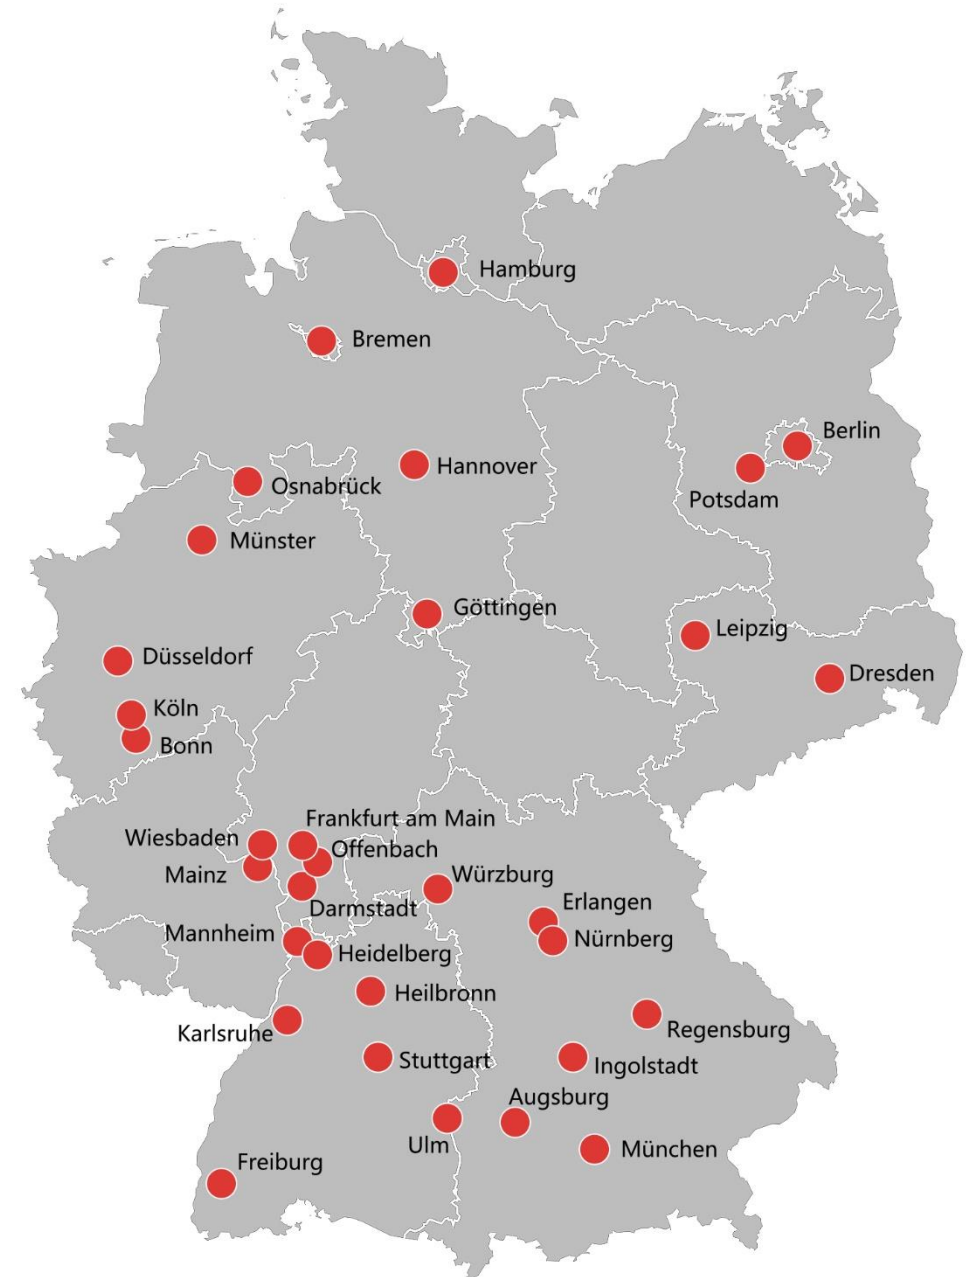 Hamburg
Bremen
Berlin
Hannover
Osnabrück
Potsdam
Münster
Göttingen
Leipzig
Düsseldorf
Dresden
Köln
Bonn
Frankfurt am Main
Wiesbaden
Offenbach
Mainz
Würzburg
Darmstadt
Erlangen
Mannheim
Nürnberg
Heidelberg
Heilbronn
Regensburg
Karlsruhe
Stuttgart
Ingolstadt
Augsburg
Ulm
München
Freiburg